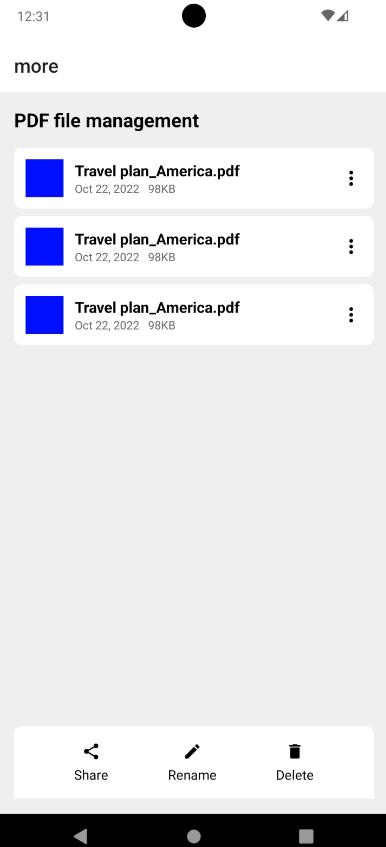 12:31
more
PDF file management
Travel plan_America.pdf
Oct 22, 2022 98KB
Travel plan_America.pdf
Oct 22, 2022 98KB
Travel plan_America.pdf
Oct 22, 2022 98KB
Share Rename Delete